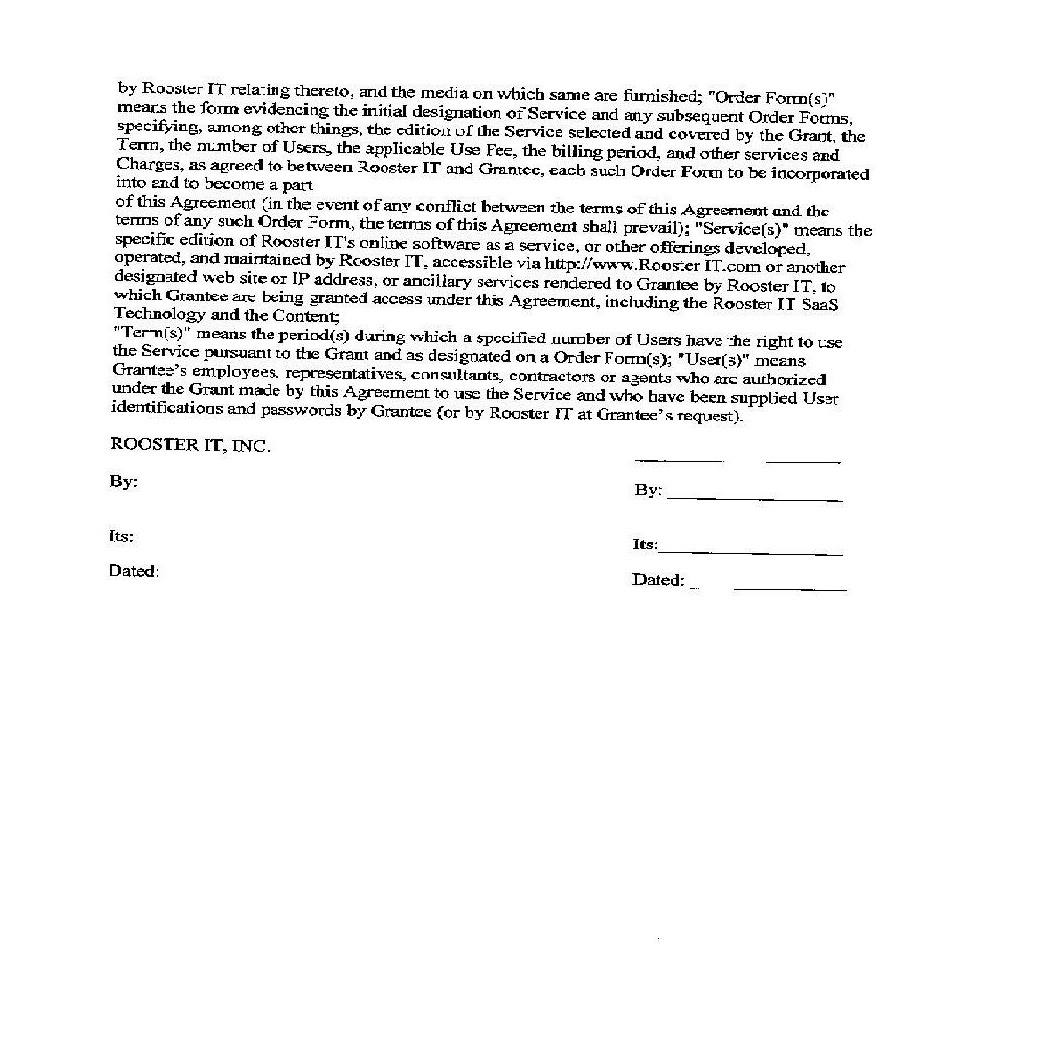 by Rooster IT relating thereto, and the media on which same are furnished; "Order Form(s)"
means the form evidencing the initial designation of Service and any subsequent Order Forms,
specifying, among other things, the edition of the Service selected and covered by the Grant, the
Term, the number of Users, the applicable Use Fee, the billing period, and other services and
Charges, as agreed to between Rooster IT and Grantee, each such Order Form to be incorporated
into and to become a part
of this Agreement (in the event of any conflict between the terms of this Agreement and the
terms of any such Order Form, the terms of this Agreement shall prevail); "Service(s)" means the
specific edition of Rooster IT's online software as a service, or other offerings developed,
operated, and maintained by Rooster IT, accessible via http://www.Rooster IT.com or another
designated web site or IP address, or ancillary services rendered to Grantee by Rooster IT, to
which Grantee are being granted access under this Agreement, including the Rooster IT SaaS
Technology and the Content;
"Term(s)" means the period(s) during which a specified number of Users have the right to use
the Service pursuant to the Grant and as designated on a Order Form(s); "User(s)" means
Grantee's employees, representatives, consultants, contractors or agents who are authorized
under the Grant made by this Agreement to use the Service and who have been supplied User
identifications and passwords by Grantee (or by Rooster IT at Grantee's request).
ROOSTER IT, INC.
By:
Its:
Dated:
By:
Its:
Dated: